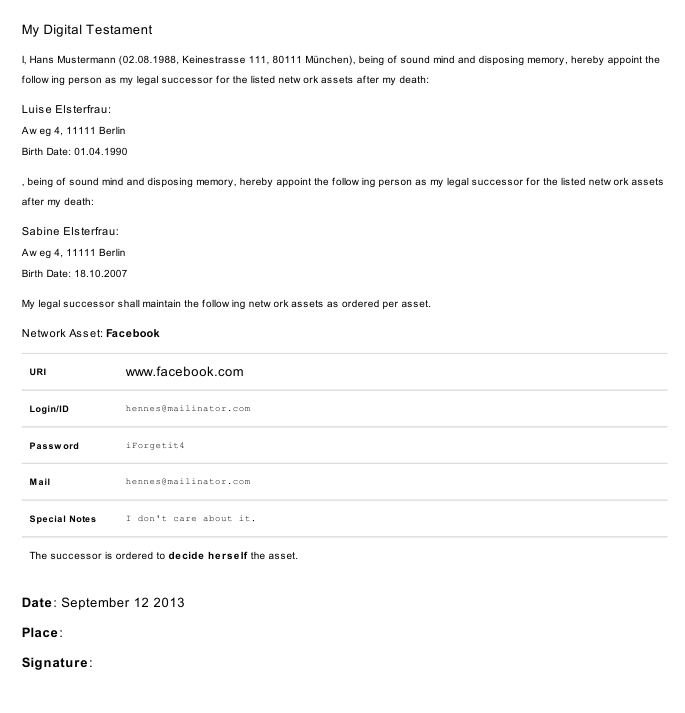 My Digital Testament
I, Hans Mustermann (02.08.1988, Keinestrasse 111, 80111 München), being of sound mind and disposing memory, hereby appoint the
following person as my legal successor for the listed network assets after my death:
Luise Elsterfrau:
Aweg 4, 11111 Berlin
Birth Date: 01.04.1990
, being of sound mind and disposing memory, hereby appoint the following person as my legal successor for the listed network assets
after my death:
Sabine Elsterfrau:
Aweg 4, 11111 Berlin
Birth Date: 18.10.2007
My legal successor shall maintain the following network assets as ordered per asset.
Network Asset: Facebook
URI www.facebook.com
Login/ID hennes@mailinator.com
Password iForgetit4
Mail hennes@mailinator.com
Special Notes I don't care about it.
The successor is ordered to decide herself the asset.
Date: September 12 2013
Place:
Signature: